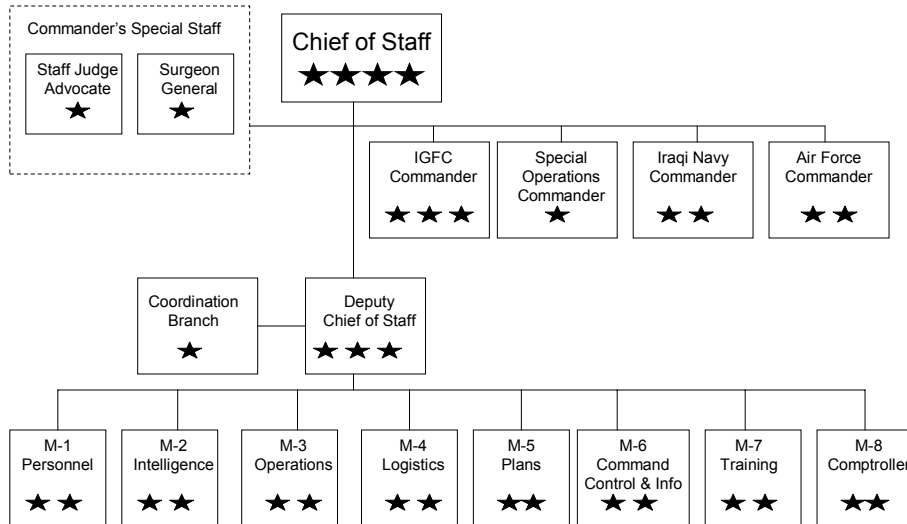 Commander's Special Staff
Staff Judge
Advocate
Surgeon
General
Chief of Staff
IGFC
Commander
Special
Operations
Commander
Iraqi Navy
Commander
Air Force
Commander
Coordination
Branch
Deputy
Chief of Staff
M-1
Personnel
M-2
Intelligence
M-3
Operations
M-4
Logistics
M-5
Plans
M-6
Command
Control & Info
M-7
Training
M-8
Comptroller